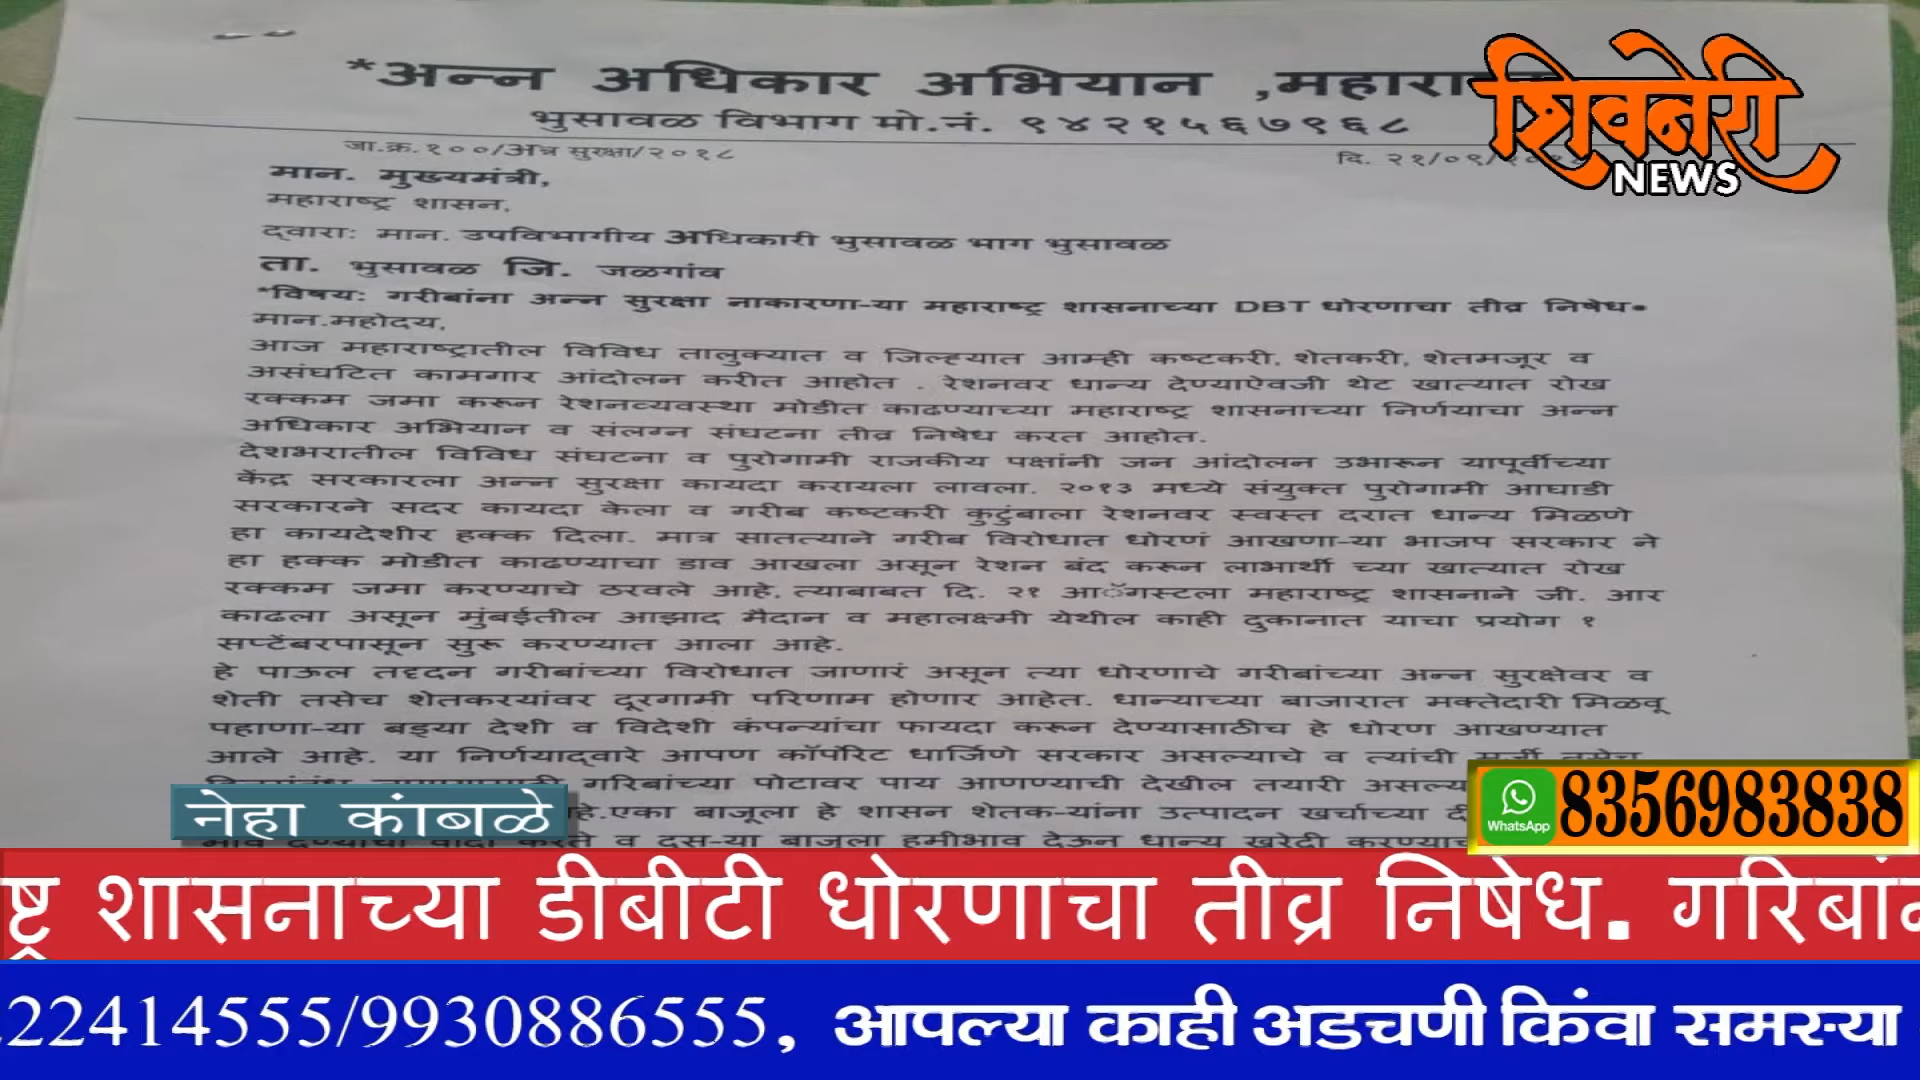 *अन्न अधिकार अभियान ,महारा
शिवनेरी
NEWS
भुसावळ विभाग मो.नं. ९४२१५६७९६८
जा.क्र.१००/अन्न सुरक्षा/२०१८
दि. २१/०९/
मान. मुख्यमंत्री,
महाराष्ट्र शासन,
द्वाराः मान. उपविभागीय अधिकारी भुसावळ भाग भुसावळ
ता. भुसावळ जि. जळगांव
*विषयः गरीबांना अन्न सुरक्षा नाकारणा-या महाराष्ट्र शासनाच्या DBT धोरणाचा तीव्र निषेध•
मान.महोदय,
आज महाराष्ट्रातील विविध तालुक्यात व जिल्ह्यात आम्ही कष्टकरी, शेतकरी, शेतमजूर व
असंघटित कामगार आंदोलन करीत आहोत . रेशनवर धान्य देण्याऐवजी थेट खात्यात रोख
रक्कम जमा करून रेशनव्यवस्था मोडीत काढण्याच्या महाराष्ट्र शासनाच्या निर्णयाचा अन्न
अधिकार अभियान व संलग्न संघटना तीव्र निषेध करत आहोत.
देशभरातील विविध संघटना व पुरोगामी राजकीय पक्षांनी जन आंदोलन उभारून यापूर्वीच्या
केंद्र सरकारला अन्न सुरक्षा कायदा करायला लावला. २०१३ मध्ये संयुक्त पुरोगामी आघाडी
सरकारने सदर कायदा केला व गरीब कष्टकरी कुटुंबाला रेशनवर स्वस्त दरात धान्य मिळणे
हा कायदेशीर हक्क दिला. मात्र सातत्याने गरीब विरोधात धोरणं आखणा-या भाजप सरकार ने
हा हक्क मोडीत काढण्याचा डाव आखला असून रेशन बंद करून लाभार्थी च्या खात्यात रोख
रक्कम जमा करण्याचे ठरवले आहे, त्याबाबत दि. २१ आॅगस्टला महाराष्ट्र शासनाने जी. आर
काढला असून मुंबईतील आझाद मैदान व महालक्ष्मी येथील काही दुकानात याचा प्रयोग १
सप्टेंबरपासून सुरू करण्यात आला आहे.
हे पाऊल तद्दन गरीबांच्या विरोधात जाणारं असून त्या धोरणाचे गरीबांच्या अन्न सुरक्षेवर व
शेती तसेच शेतकरयांवर दूरगामी परिणाम होणार आहेत. धान्याच्या बाजारात मक्तेदारी मिळवू
पहाणा-या बड्या देशी व विदेशी कंपन्यांचा फायदा करून देण्यासाठीच हे धोरण आखण्यात
आले आहे. या निर्णयाद्वारे आपण कॉर्पोरेट धार्जिणे सरकार असल्याचे व त्यांची मर्जी तसेच
गरिबांच्या पोटावर पाय आणण्याची देखील तयारी
नेहा कांबळे
एका बाजूला हे शासन शेतक-यांना उत्पादन खर्चाच्या
व दुस-या बाजूला हमीभाव देऊन धान्य खरेदी
WhatsApp
8356983838
ष्ट्र शासनाच्या डीबीटी धोरणाचा तीव्र निषेध. गरिबांन
22414555/9930886555, आपल्या काही अडचणी किंवा समस्या